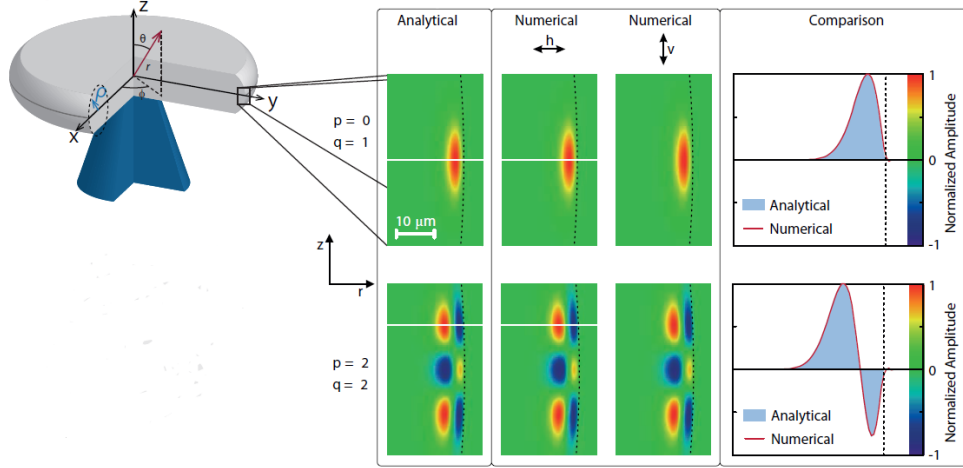 Analytical
Numerical
Numerical
Comparison
h
v
z
θ
r
ϕ
ρ
x
y
p = 0
q = 1
10 μm
z
r
p = 2
q = 2
Analytical
Numerical
1
0
-1
Normalized Amplitude
Analytical
Numerical
1
0
-1
Normalized Amplitude